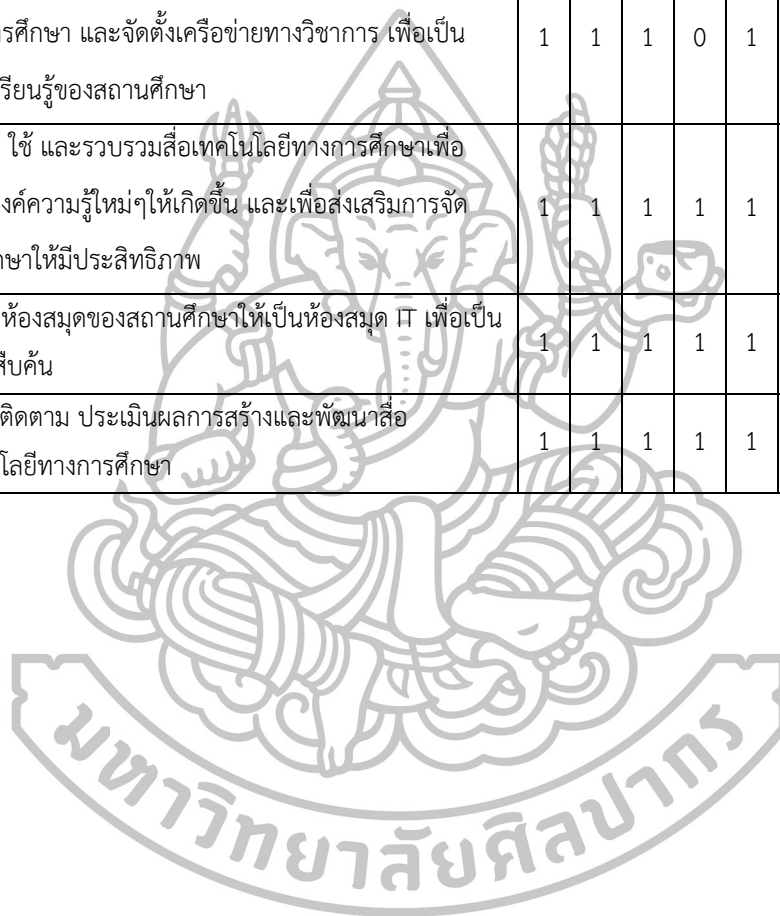 รศึกษา และจัดตั้งเครือข่ายทางวิชาการ เพื่อเป็น 1 1 1 0 1
รียนรู้ของสถานศึกษา
ใช้ และรวบรวมสื่อเทคโนโลยีทางการศึกษาเพื่อ
งค์ความรู้ใหม่ๆให้เกิดขึ้น และเพื่อส่งเสริมการจัด 1 1 1 1 1
ษาให้มีประสิทธิภาพ
ห้องสมุดของสถานศึกษาให้เป็นห้องสมุด IT เพื่อเป็น 1 1 1 1 1
สืบค้น
ติดตาม ประเมินผลการสร้างและพัฒนาสื่อ 1 1 1 1 1
โลยีทางการศึกษา
มหาวิทยาลัยศิลปากร